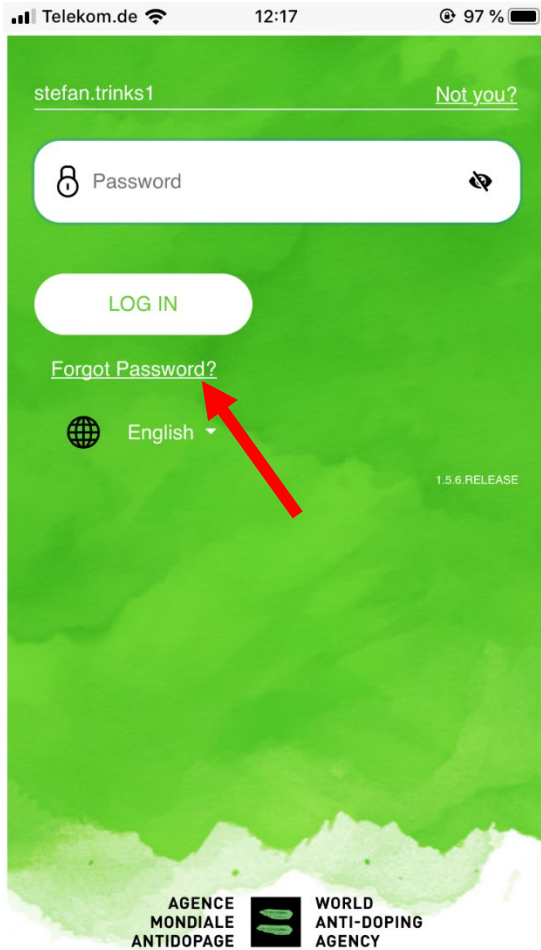 Telekom.de 12:17 97 %
stefan.trinks1 Not you?
Password
LOG IN
Forgot Password?
English
1.5.6.RELEASE
AGENCE
MONDIALE
ANTIDOPAGE
WORLD
ANTI-DOPING
AGENCY